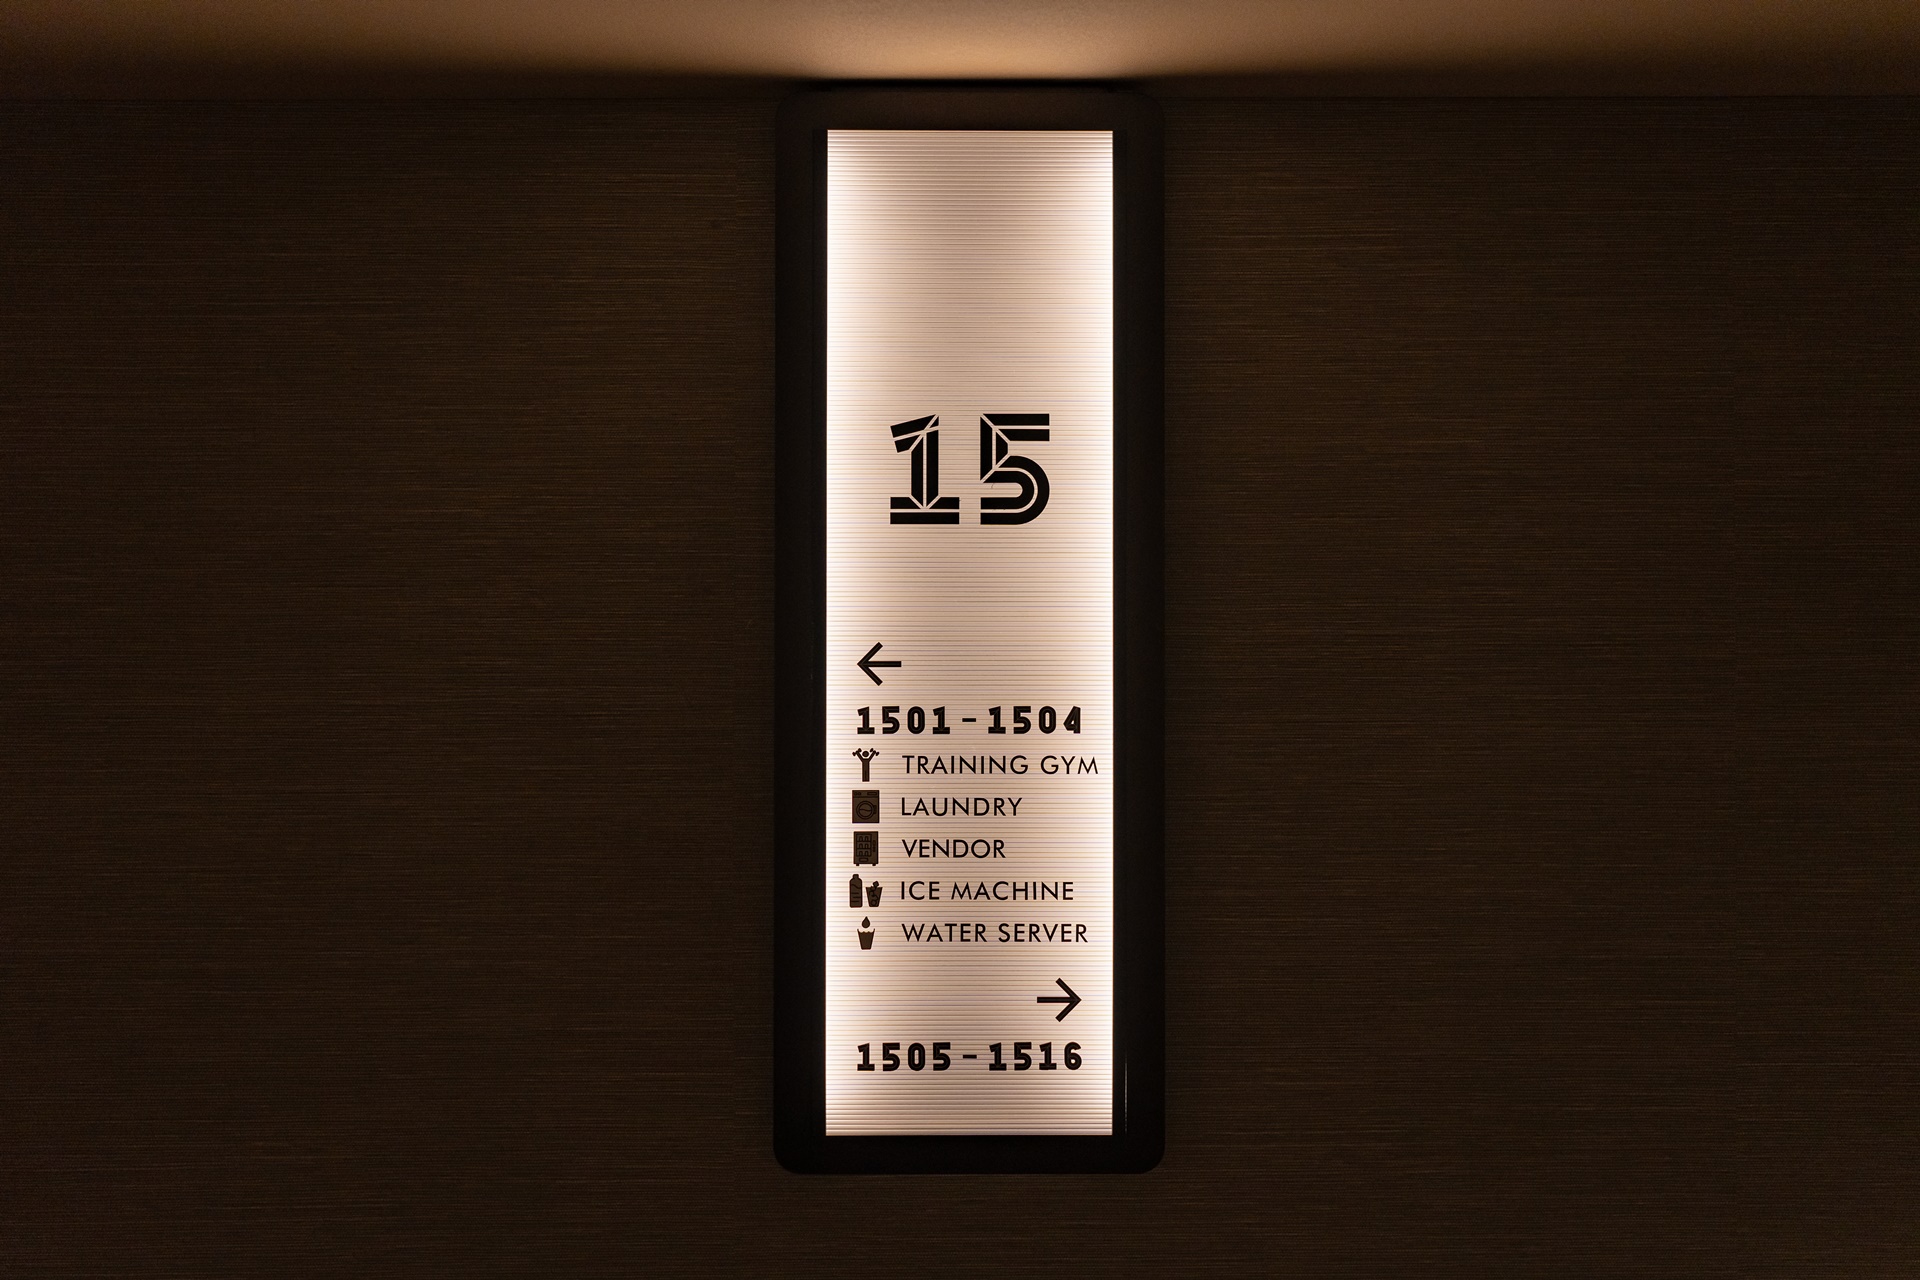 15
←
1501-1504
TRAINING GYM
LAUNDRY
VENDOR
ICE MACHINE
WATER SERVER
→
1505-1516